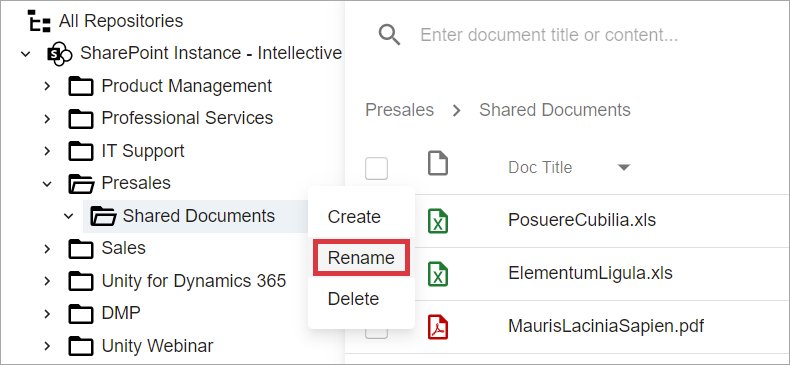 All Repositories
SharePoint Instance - Intellective
Product Management
Professional Services
IT Support
Presales
Shared Documents
Sales
Unity for Dynamics 365
DMP
Unity Webinar
Create
Rename
Delete
Enter document title or content...
Presales > Shared Documents
Doc Title
PosuereCubilia.xls
ElementumLigula.xls
MaurisLaciniaSapien.pdf